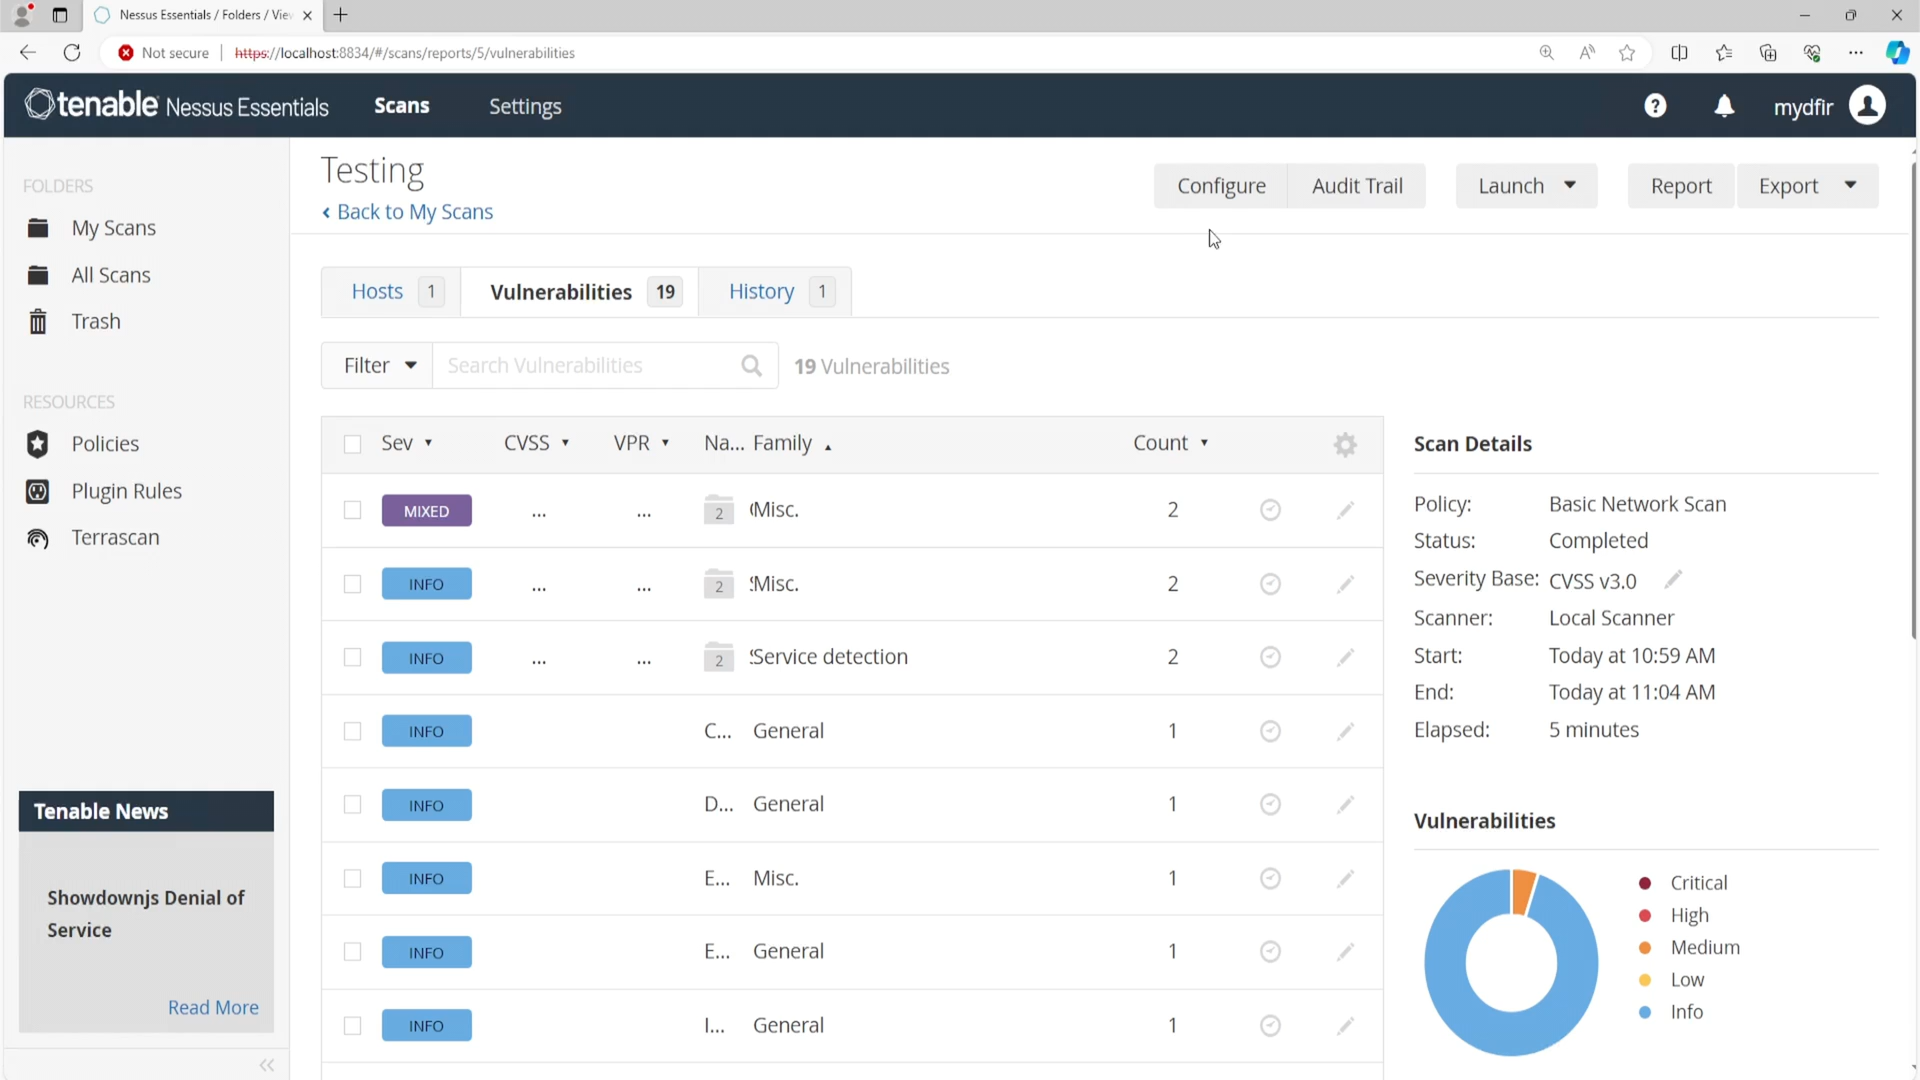 Nessus Essentials / Folders / Viev
Not secure
https://localhost:8834/#/scans/reports/5/vulnerabilities
tenable Nessus Essentials
Scans
Settings
?
mydfir
FOLDERS
My Scans
All Scans
Trash
RESOURCES
Policies
Plugin Rules
Terrascan
Tenable News
Showdownjs Denial of
Service
Read More
Testing
Back to My Scans
Configure
Audit Trail
Launch
Report
Export
Hosts 1
Vulnerabilities 19
History 1
Filter
Search Vulnerabilities
19 Vulnerabilities
Sev CVSS VPR Na... Family Count
MIXED ... ... 2 Misc. 2
INFO ... ... 2 Misc. 2
INFO ... ... 2 Service detection 2
INFO C... General 1
INFO D... General 1
INFO E... Misc. 1
INFO E... General 1
INFO I... General 1
Scan Details
Policy: Basic Network Scan
Status: Completed
Severity Base: CVSS v3.0
Scanner: Local Scanner
Start: Today at 10:59 AM
End: Today at 11:04 AM
Elapsed: 5 minutes
Vulnerabilities
Critical
High
Medium
Low
Info